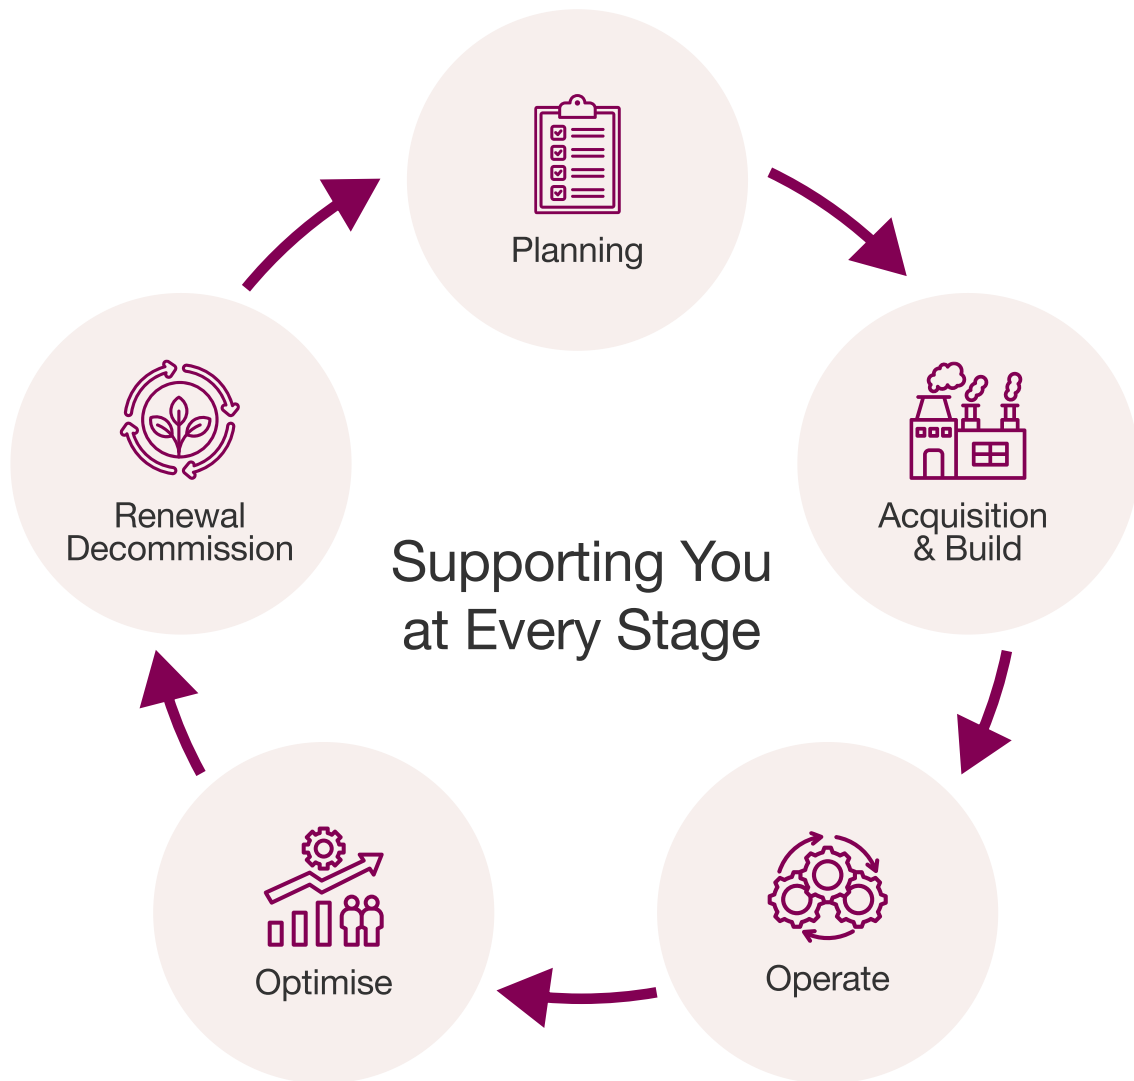 Planning
Acquisition
& Build
Operate
Optimise
Renewal
Decommission
Supporting You
at Every Stage